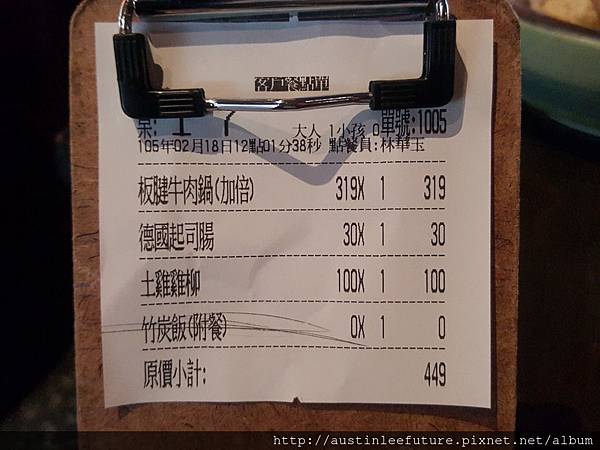 客戶餐點單
桌: 大人 1小孩 0單號:1005
105年02月18日12點01分38秒 點餐員:林華玉
板腱牛肉鍋(加倍) 319X 1 319
德國起司腸 30X 1 30
土雞雞柳 100X 1 100
竹炭飯(附餐) 0X 1 0
原價小計: 449
http://austinleefuture.pixnet.net/album